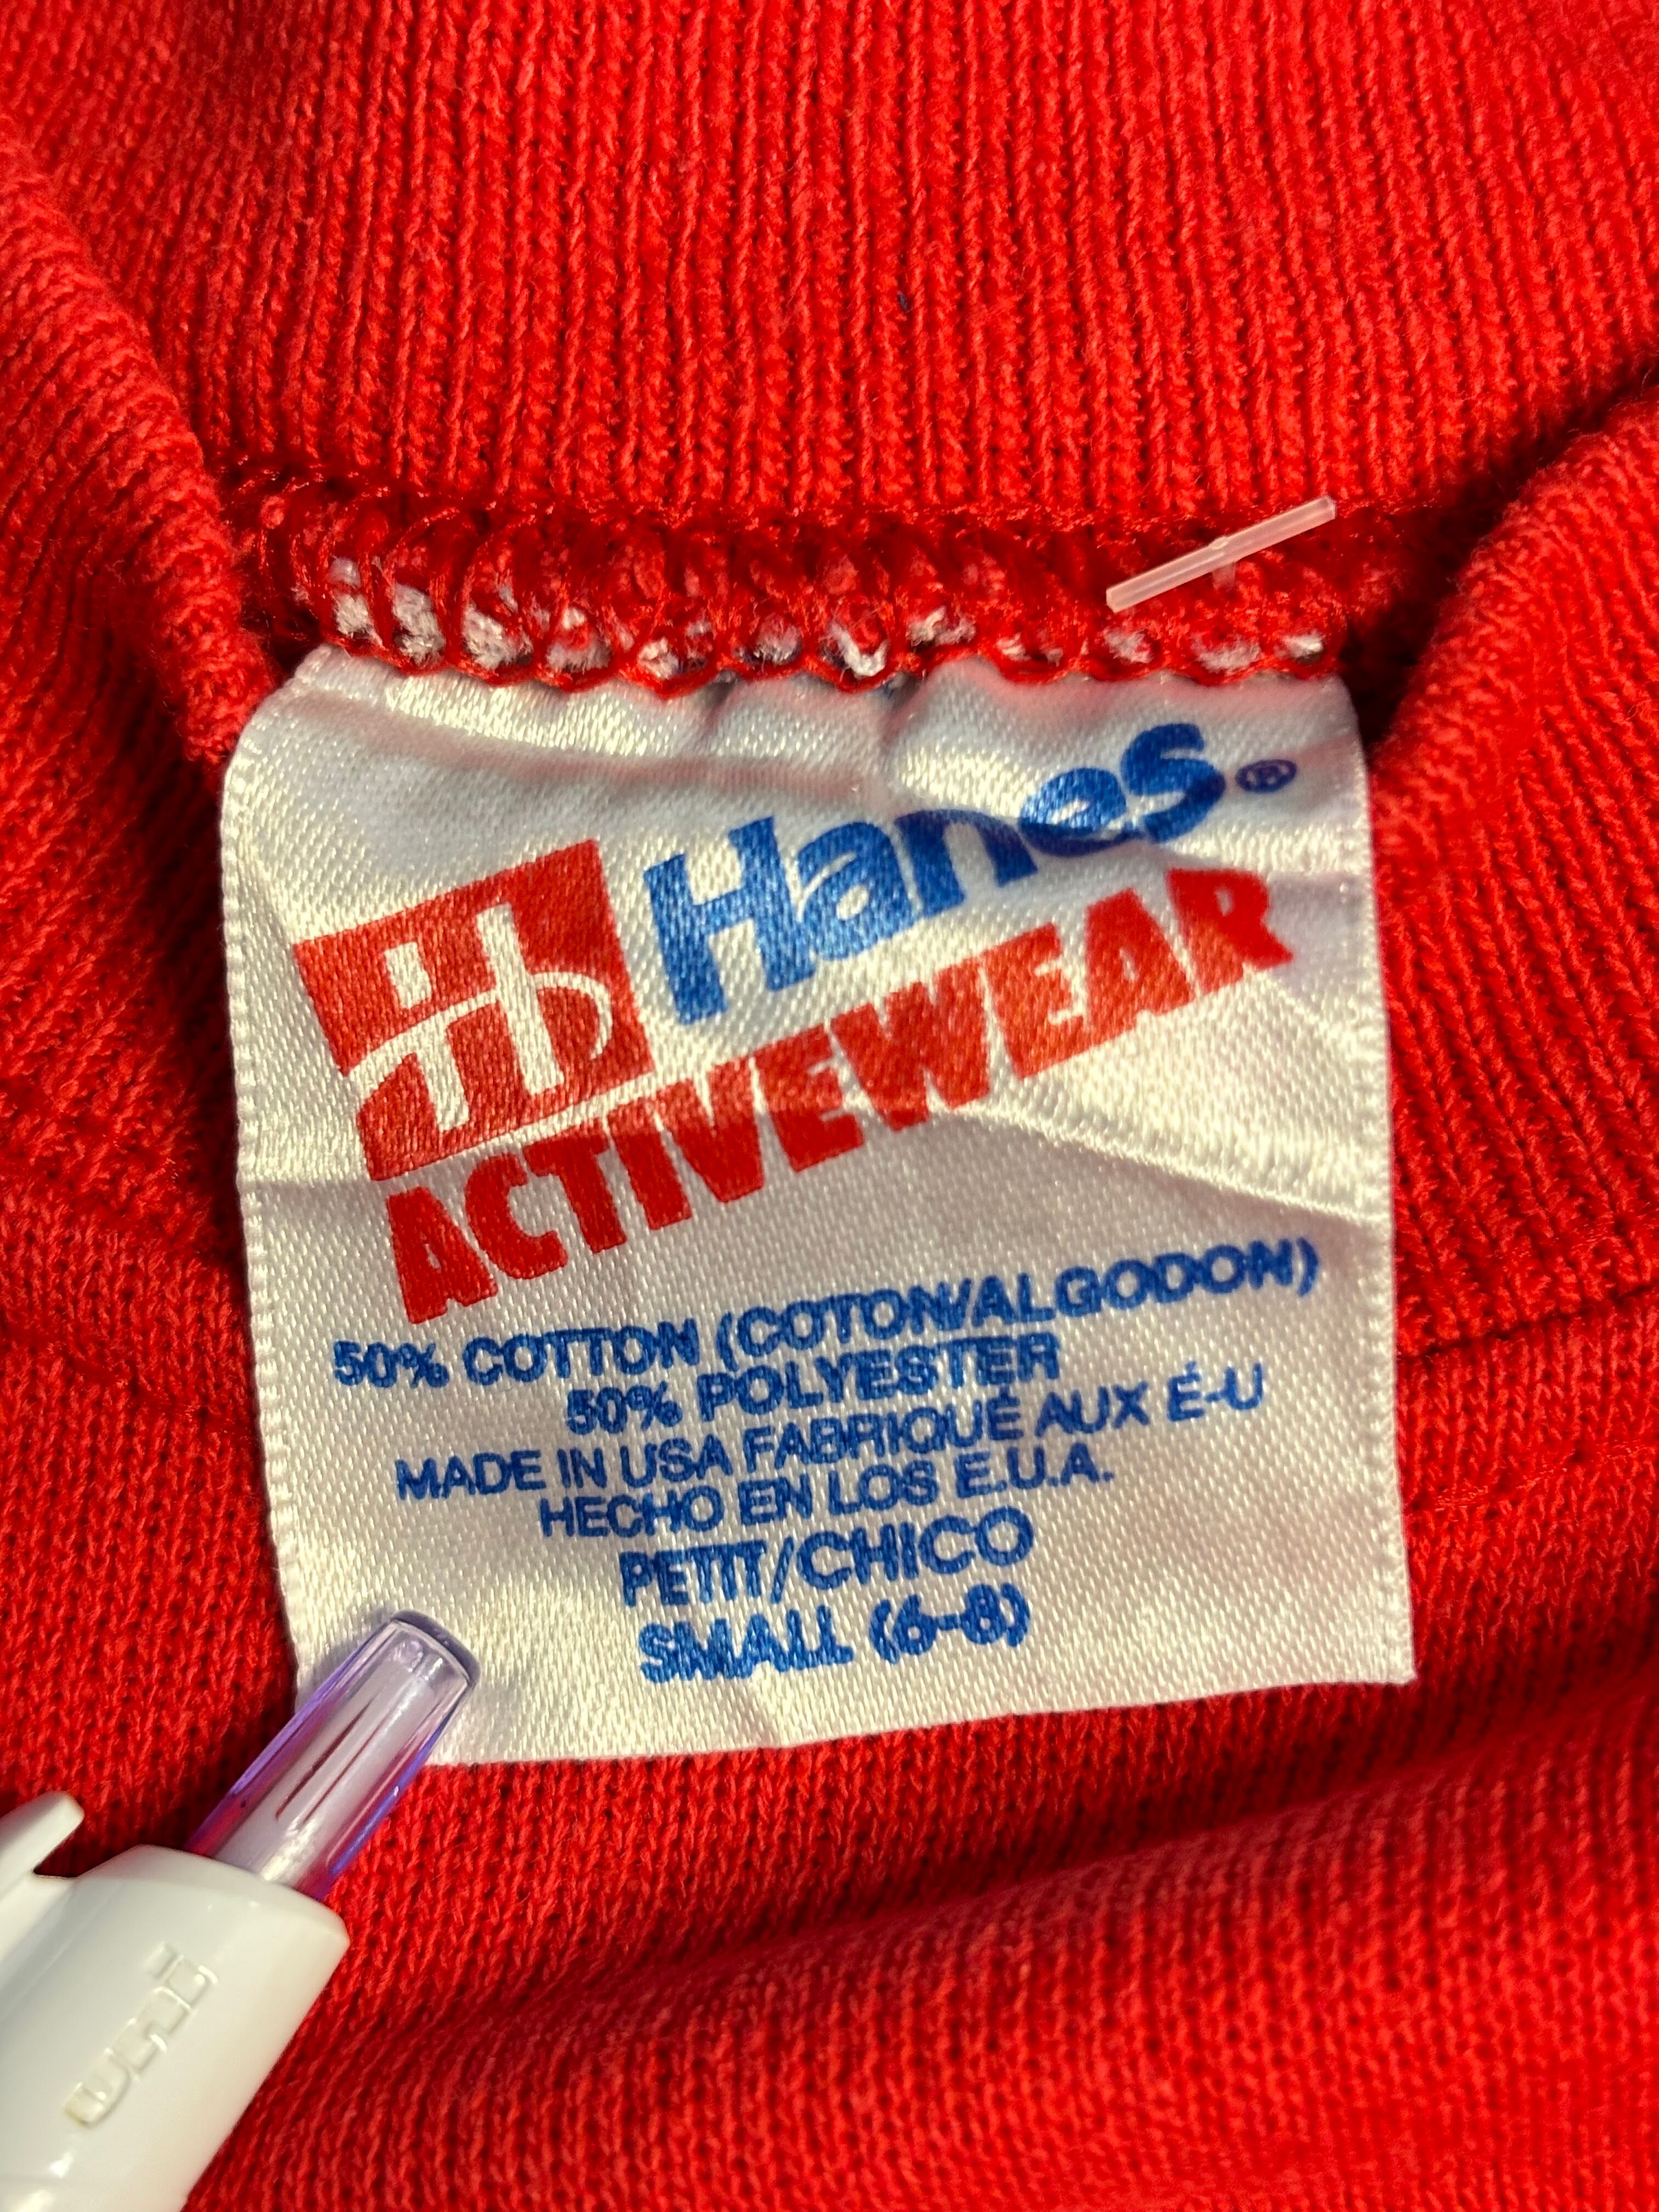 Hanes®
ACTIVEWEAR
50% COTTON (COTON/ALGODON)
50% POLYESTER
MADE IN USA FABRIQUÉ AUX É-U
HECHO EN LOS E.U.A.
PETIT/CHICO
SMALL (6-8)
uni